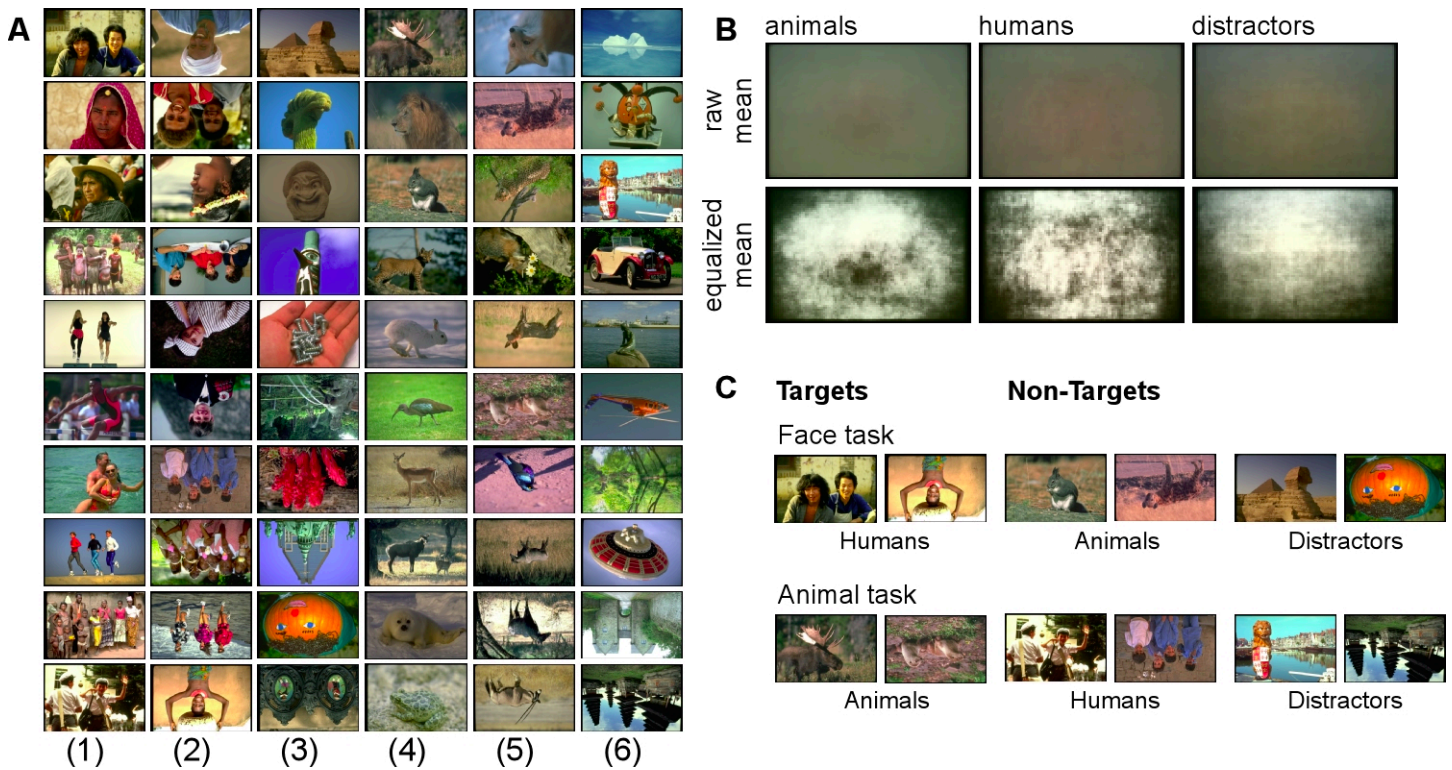 A
(1) (2) (3) (4) (5) (6)
B
animals humans distractors
raw
mean
equalized
mean
C
Targets Non-Targets
Face task
Humans Animals Distractors
Animal task
Animals Humans Distractors